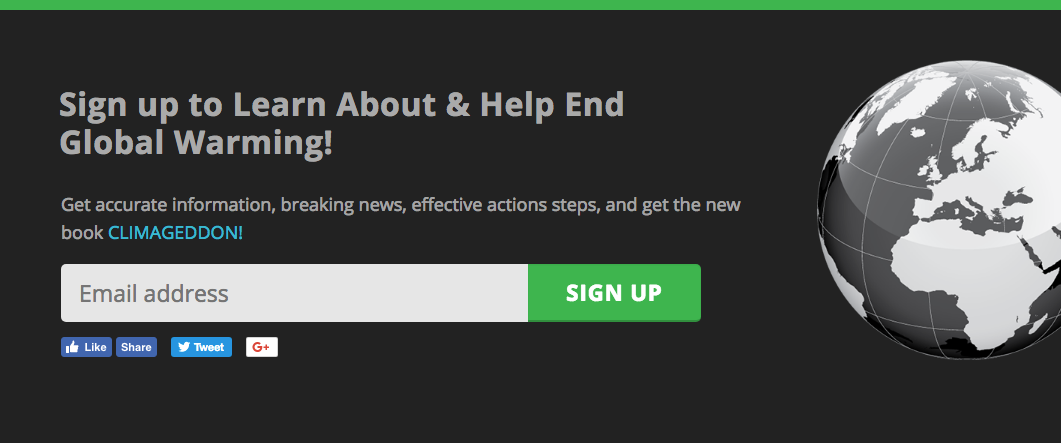 Sign up to Learn About & Help End
Global Warming!
Get accurate information, breaking news, effective actions steps, and get the new
book CLIMAGEDDON!
Email address SIGN UP
Like Share Tweet G+